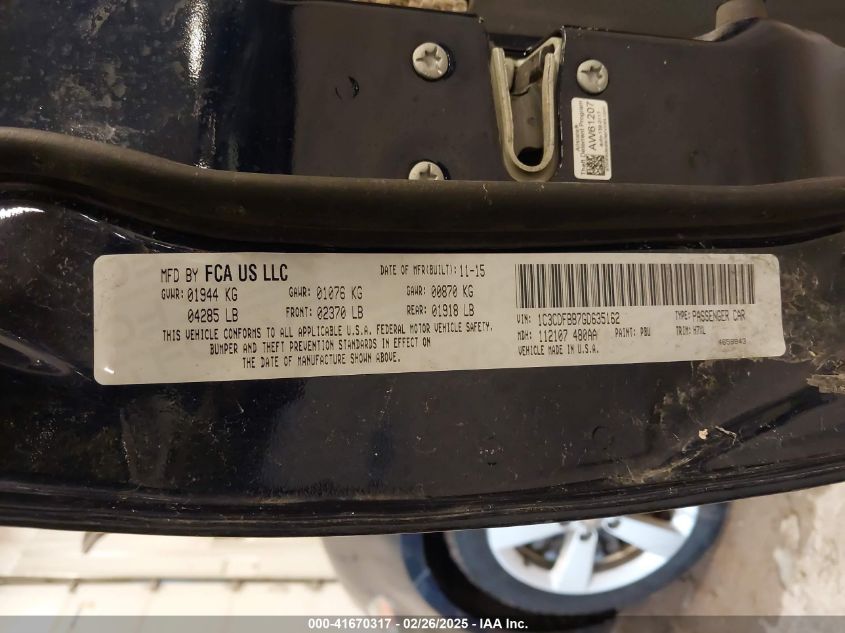 Anyvola®
Theft Deterrent Program
AW61207
MFD BY FCA US LLC
DATE OF MFR(BUILT): 11-15
GVWR: 01944 KG
GAWR: 01076 KG
GAWR: 00870 KG
04285 LB
FRONT: 02370 LB
REAR: 01918 LB
THIS VEHICLE CONFORMS TO ALL APPLICABLE U.S.A. FEDERAL MOTOR VEHICLE SAFETY,
BUMPER AND THEFT PREVENTION STANDARDS IN EFFECT ON
THE DATE OF MANUFACTURE SHOWN ABOVE.
VIN: 1C3CDFBB7GD635162
TYPE: PASSENGER CAR
MDH: 112107 480AA
PAINT: PBU
TRIM: H7XL
VEHICLE MADE IN U.S.A.
4658943
000-41670317 - 02/26/2025 - IAA Inc.